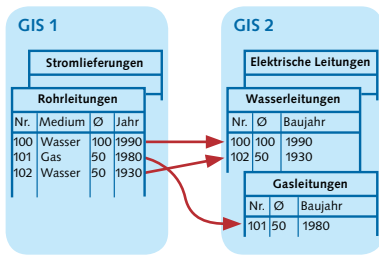 GIS 1
Stromlieferungen
Rohrleitungen
Nr. Medium Ø Jahr
100 Wasser 100 1990
101 Gas 50 1980
102 Wasser 50 1930
GIS 2
Elektrische Leitungen
Wasserleitungen
Nr. Ø Baujahr
100 100 1990
102 50 1930
Gasleitungen
Nr. Ø Baujahr
101 50 1980